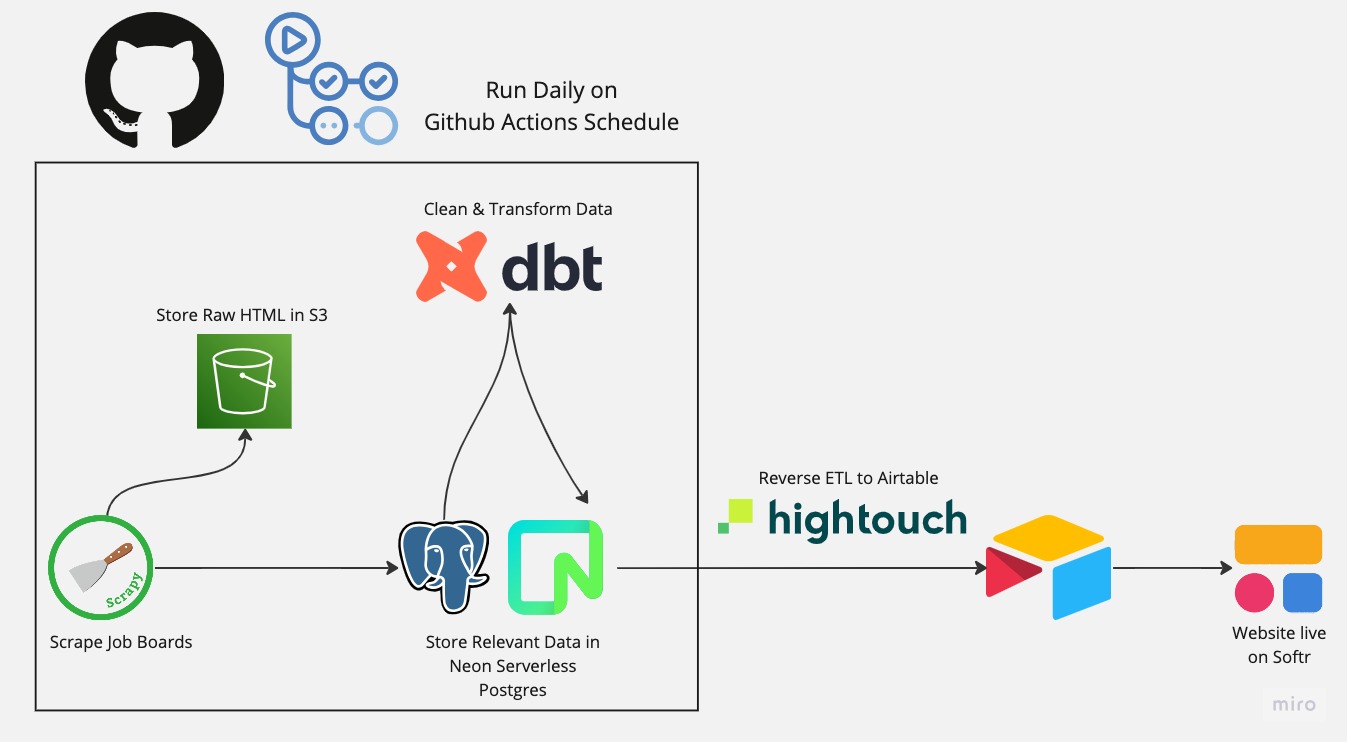 Run Daily on
Github Actions Schedule
Clean & Transform Data
dbt
Store Raw HTML in S3
Scrapy
Scrape Job Boards
Store Relevant Data in
Neon Serverless
Postgres
Reverse ETL to Airtable
hightouch
Website live
on Softr
miro